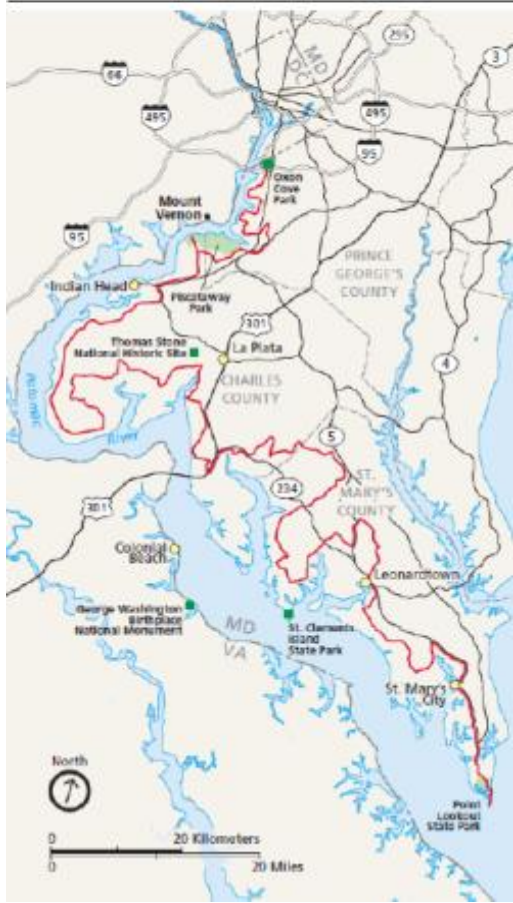 66
MD
DC
295
3
495
495
95
Oxon
Cove
Park
Mount
Vernon
95
PRINCE
GEORGE'S
COUNTY
Indian Head
Piscataway
Park
301
Thomas Stone
National Historic Site
La Plata
4
CHARLES
COUNTY
Potomac
River
5
ST.
MARY'S
COUNTY
234
301
Colonial
Beach
Leonardtown
George Washington
Birthplace
National Monument
MD
VA
St. Clements
Island
State Park
St. Mary's
City
North
Point
Lookout
State Park
0 20 Kilometers
0 20 Miles